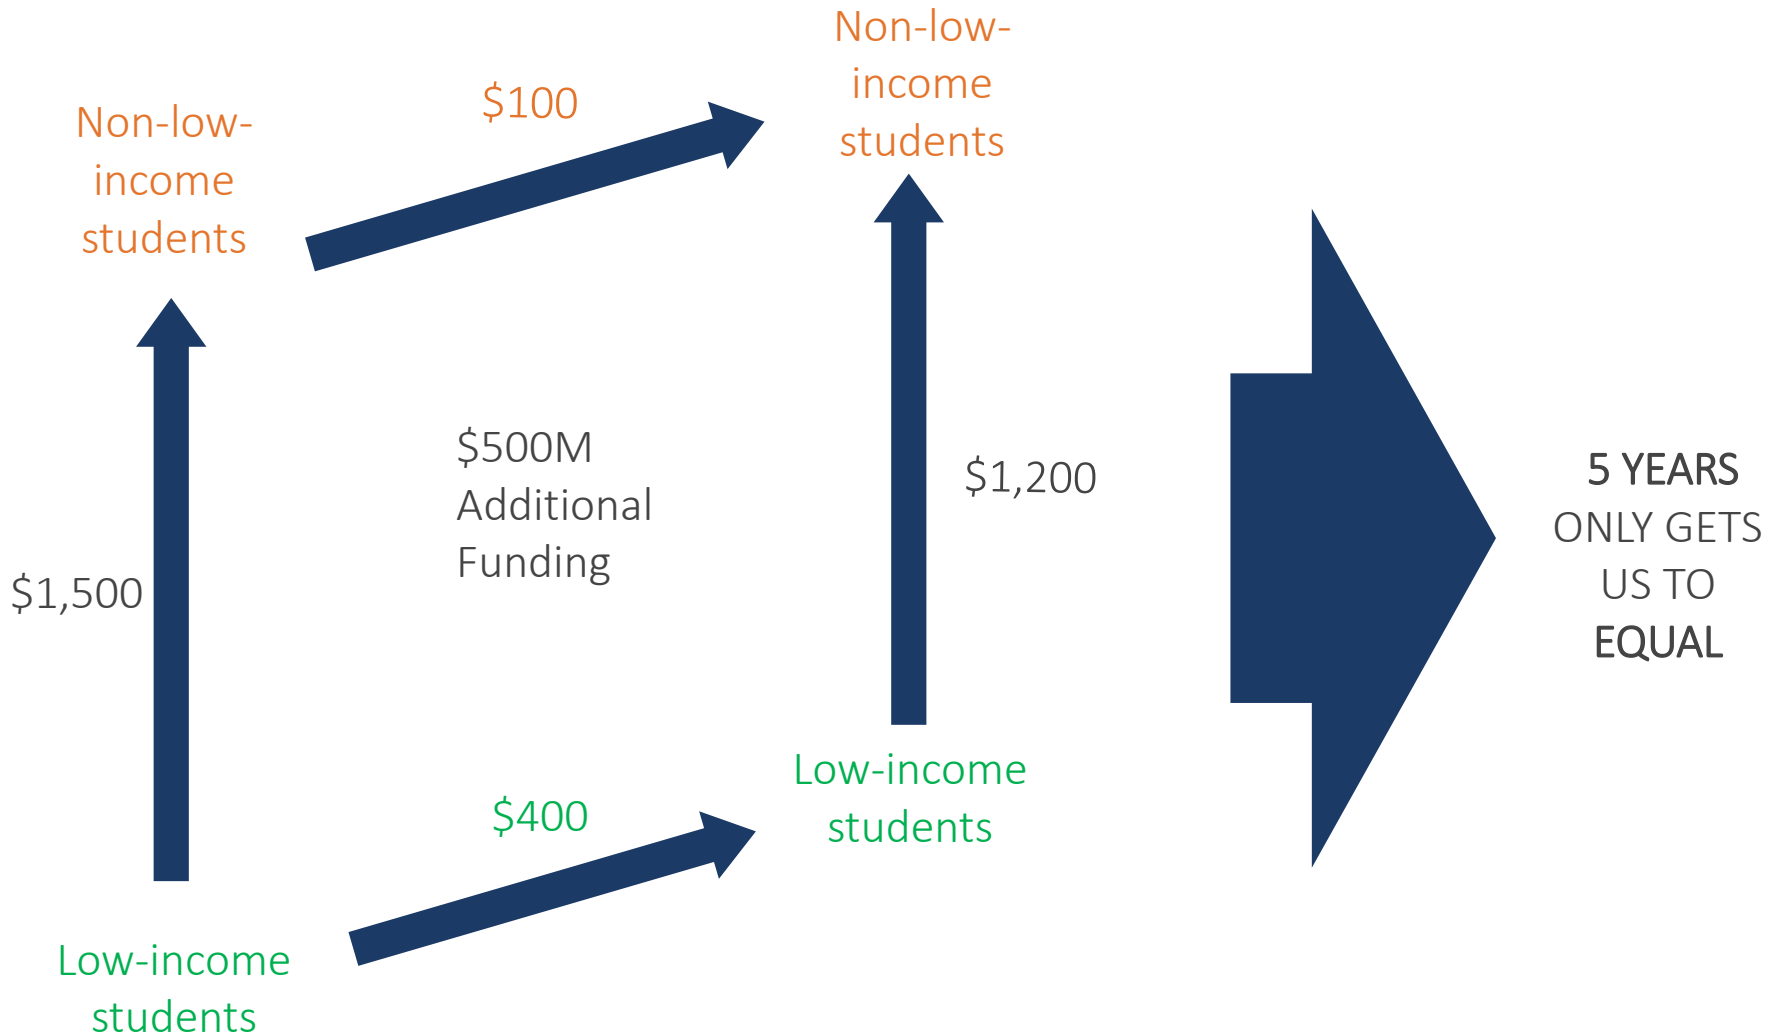 Non-low-
income
students
$100
Non-low-
income
students
$1,500
$500M
Additional
Funding
$1,200
Low-income
students
$400
Low-income
students
5 YEARS
ONLY GETS
US TO
EQUAL